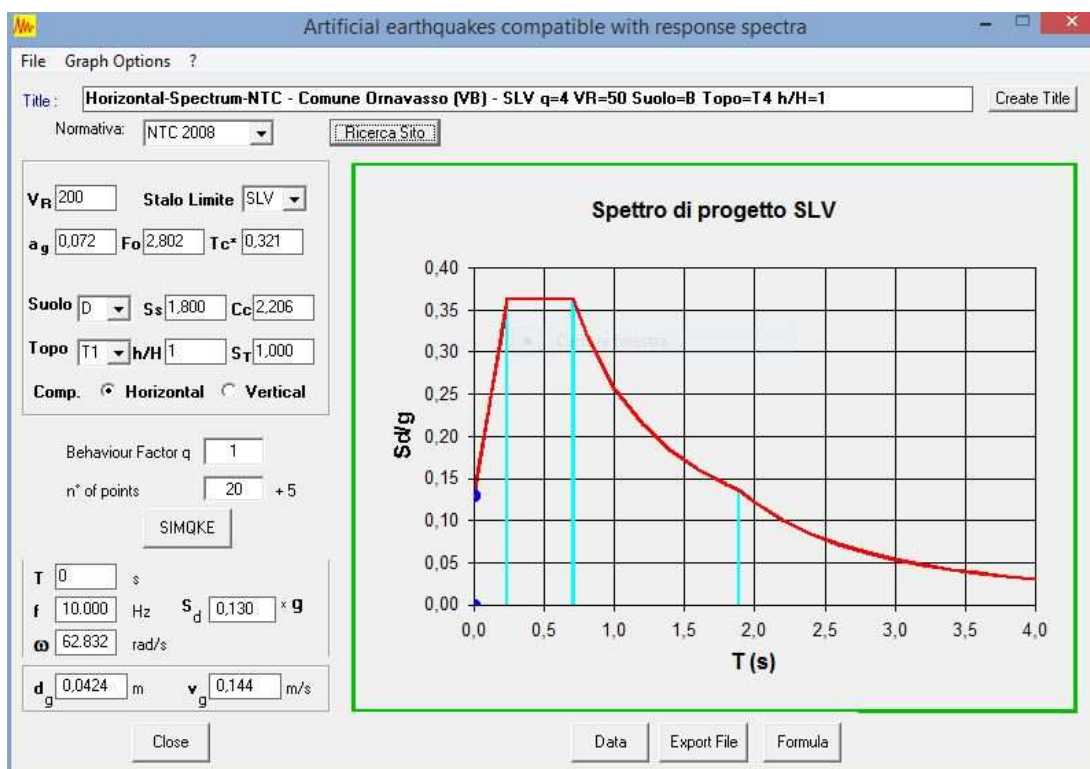 Artificial earthquakes compatible with response spectra
File Graph Options ?
Title : Horizontal-Spectrum-NTC - Comune Ornavasso (VB) - SLV q=4 VR=50 Suolo=B Topo=T4 h/H=1 Create Title
Normativa: NTC 2008 Ricerca Sito
VR 200 Stalo Limite SLV
ag 0,072 Fo 2,802 Tc* 0,321
Suolo D Ss 1,800 Cc 2,206
Topo T1 h/H 1 ST 1,000
Comp. Horizontal Vertical
Behaviour Factor q 1
n° of points 20 + 5
SIMQKE
T 0 s
f 10.000 Hz Sd 0,130 × g
ω 62.832 rad/s
dg 0,0424 m vg 0,144 m/s
Close
Spettro di progetto SLV
Sd/g
0,40
0,35
0,30
0,25
0,20
0,15
0,10
0,05
0,00
0,0 0,5 1,0 1,5 2,0 2,5 3,0 3,5 4,0
T (s)
Data Export File Formula